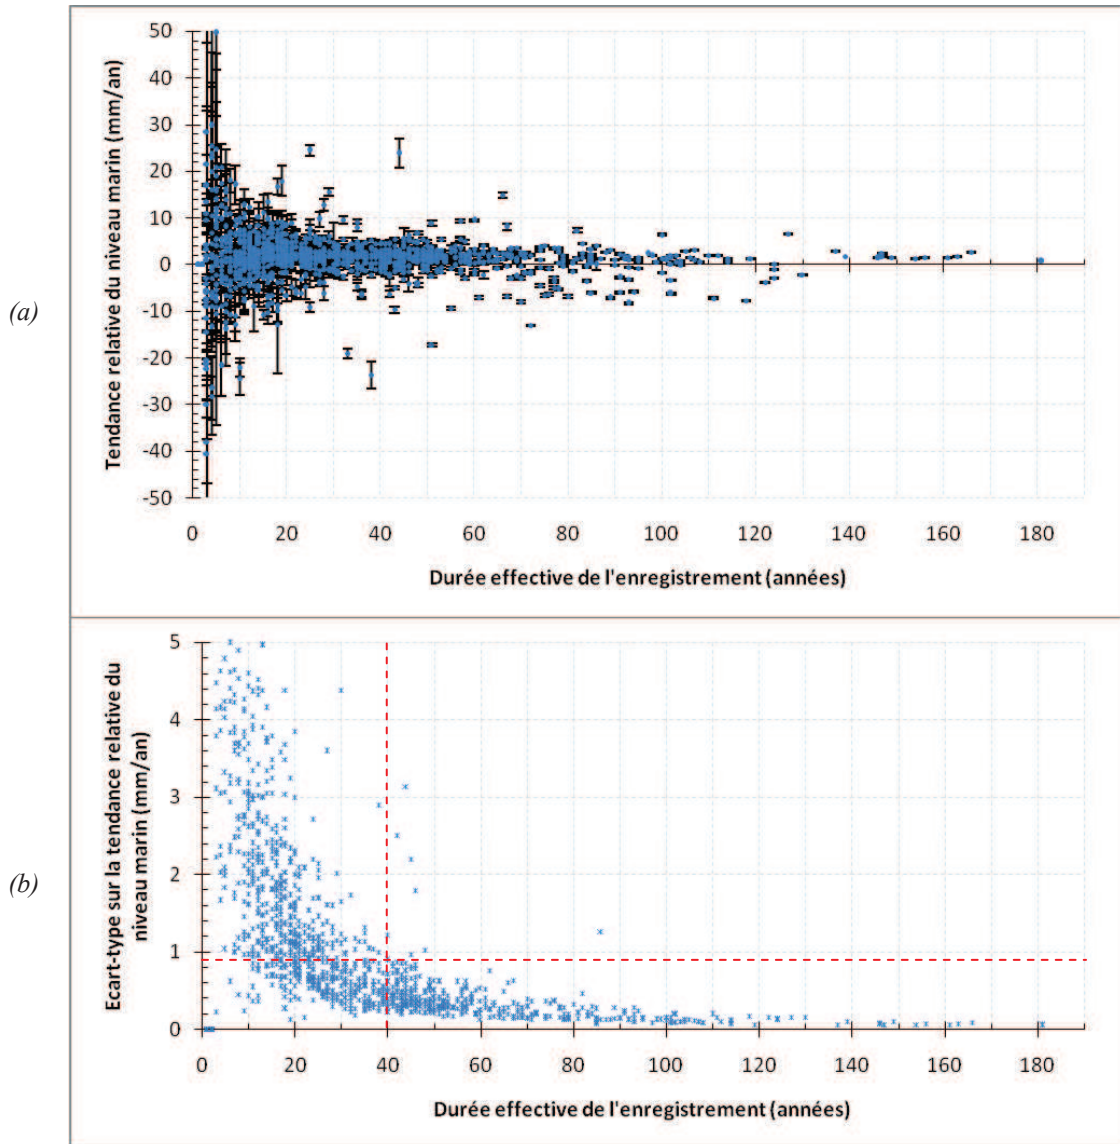 (a)
Tendance relative du niveau marin (mm/an)
50
40
30
20
10
0
-10
-20
-30
-40
-50
0 20 40 60 80 100 120 140 160 180
Durée effective de l'enregistrement (années)
(b)
Ecart-type sur la tendance relative du
niveau marin (mm/an)
5
4
3
2
1
0
0 20 40 60 80 100 120 140 160 180
Durée effective de l'enregistrement (années)